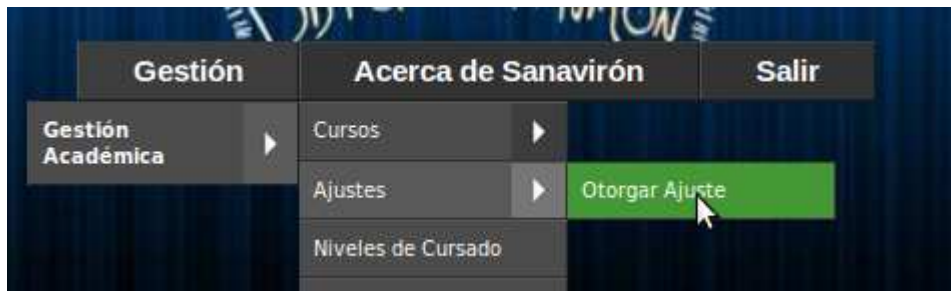 Gestión
Acerca de Sanavirón
Salir
Gestión
Académica
Cursos
Ajustes
Otorgar Ajuste
Niveles de Cursado